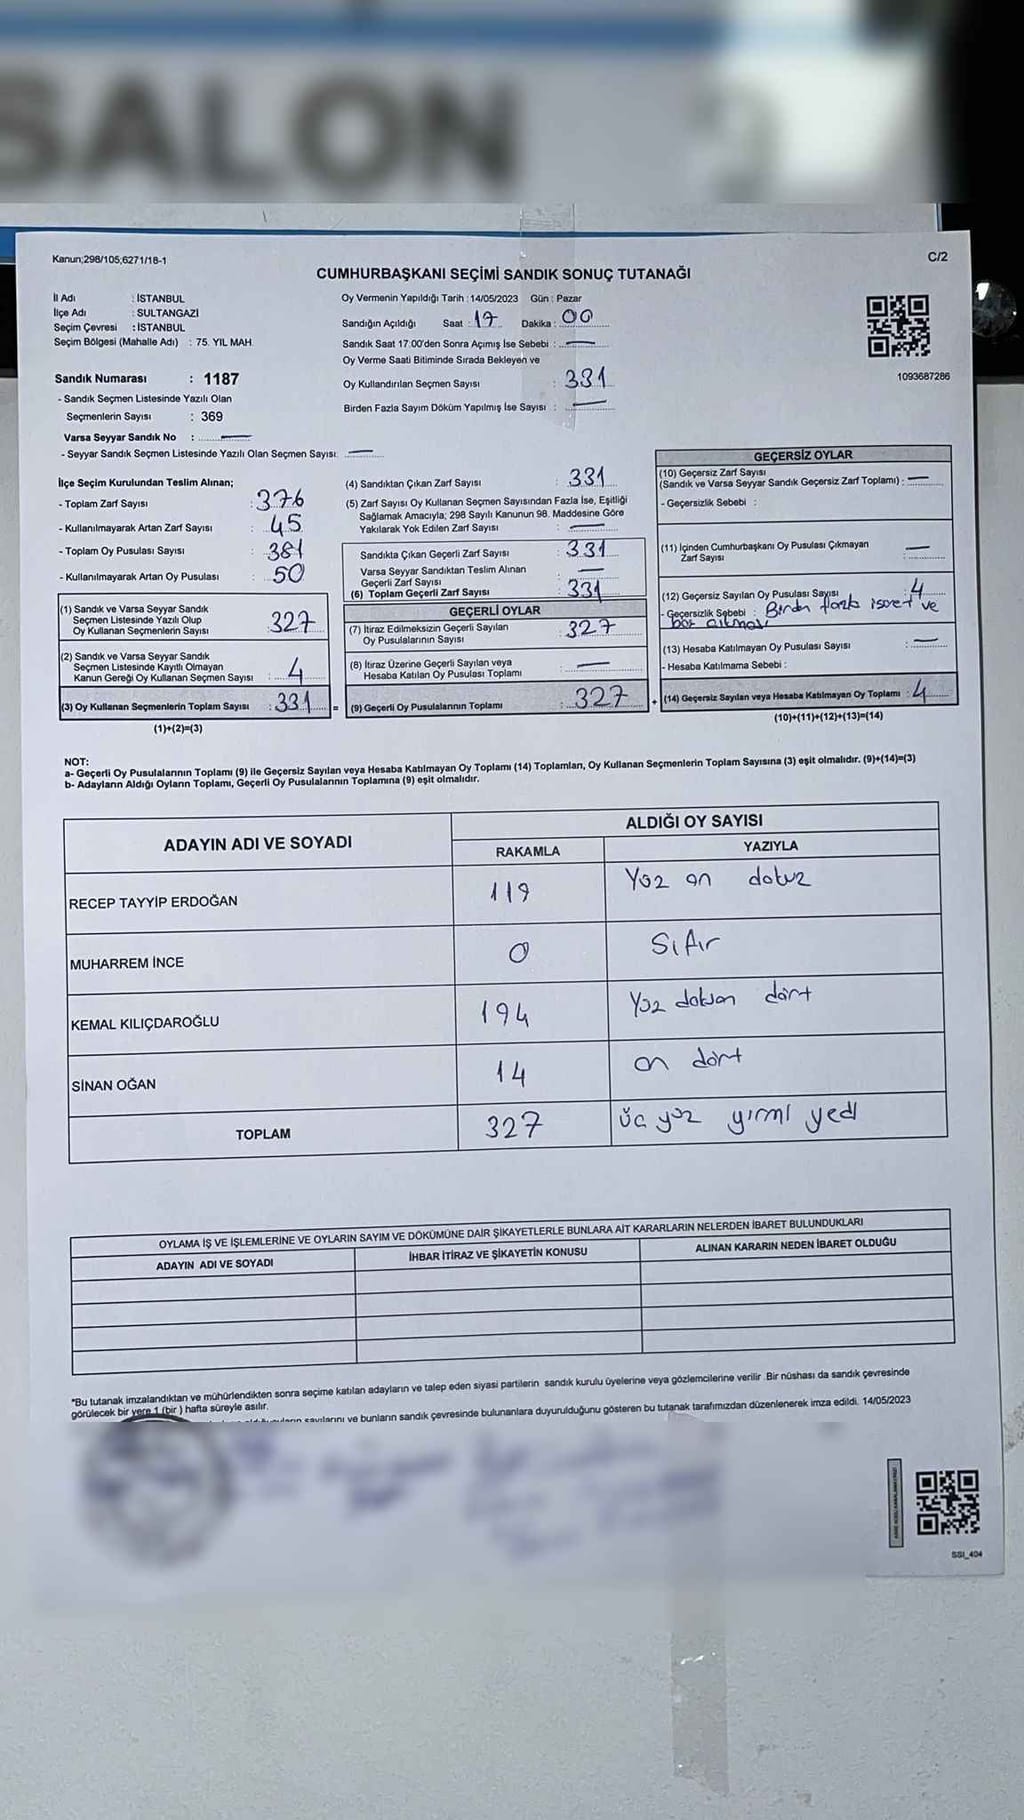 SALON
Kanun;298/105,6271/18-1
C/2
CUMHURBAŞKANI SEÇİMİ SANDIK SONUÇ TUTANAĞI
İl Adı : İSTANBUL
İlçe Adı : SULTANGAZİ
Seçim Çevresi : İSTANBUL
Seçim Bölgesi (Mahalle Adı) : 75. YIL MAH.
Sandık Numarası : 1187
- Sandık Seçmen Listesinde Yazılı Olan
Seçmenlerin Sayısı : 369
Varsa Seyyar Sandık No : —
- Seyyar Sandık Seçmen Listesinde Yazılı Olan Seçmen Sayısı: —
Oy Vermenin Yapıldığı Tarih : 14/05/2023 Gün : Pazar
Sandığın Açıldığı Saat : 17 Dakika : 00
Sandık Saat 17.00'den Sonra Açımış İse Sebebi : —
Oy Verme Saati Bitiminde Sırada Bekleyen ve
Oy Kullandırılan Seçmen Sayısı : 331
Birden Fazla Sayım Döküm Yapılmış İse Sayısı : —
1093687286
İlçe Seçim Kurulundan Teslim Alınan;
- Toplam Zarf Sayısı : 376
- Kullanılmayarak Artan Zarf Sayısı : 45
- Toplam Oy Pusulası Sayısı : 381
- Kullanılmayarak Artan Oy Pusulası : 50
(1) Sandık ve Varsa Seyyar Sandık
Seçmen Listesinde Yazılı Olup
Oy Kullanan Seçmenlerin Sayısı : 327
(2) Sandık ve Varsa Seyyar Sandık
Seçmen Listesinde Kayıtlı Olmayan
Kanun Gereği Oy Kullanan Seçmen Sayısı : 4
(3) Oy Kullanan Seçmenlerin Toplam Sayısı : 331 =
(1)+(2)=(3)
(4) Sandıktan Çıkan Zarf Sayısı : 331
(5) Zarf Sayısı Oy Kullanan Seçmen Sayısından Fazla İse, Eşitliği
Sağlamak Amacıyla; 298 Sayılı Kanunun 98. Maddesine Göre
Yakılarak Yok Edilen Zarf Sayısı : —
Sandıkta Çıkan Geçerli Zarf Sayısı : 331
Varsa Seyyar Sandıktan Teslim Alınan
Geçerli Zarf Sayısı : —
(6) Toplam Geçerli Zarf Sayısı : 331
GEÇERLİ OYLAR
(7) İtiraz Edilmeksizin Geçerli Sayılan
Oy Pusulalarının Sayısı : 327
(8) İtiraz Üzerine Geçerli Sayılan veya
Hesaba Katılan Oy Pusulası Toplamı : —
(9) Geçerli Oy Pusulalarının Toplamı : 327 +
GEÇERSİZ OYLAR
(10) Geçersiz Zarf Sayısı
(Sandık ve Varsa Seyyar Sandık Geçersiz Zarf Toplamı) : —
- Geçersizlik Sebebi :
(11) İçinden Cumhurbaşkanı Oy Pusulası Çıkmayan
Zarf Sayısı : —
(12) Geçersiz Sayılan Oy Pusulası Sayısı : 4
- Geçersizlik Sebebi : Birden fazla isaret ve
boş çıkması
(13) Hesaba Katılmayan Oy Pusulası Sayısı : —
- Hesaba Katılmama Sebebi :
(14) Geçersiz Sayılan veya Hesaba Katılmayan Oy Toplamı : 4
(10)+(11)+(12)+(13)=(14)
NOT:
a- Geçerli Oy Pusulalarının Toplamı (9) ile Geçersiz Sayılan veya Hesaba Katılmayan Oy Toplamı (14) Toplamları, Oy Kullanan Seçmenlerin Toplam Sayısına (3) eşit olmalıdır. (9)+(14)=(3)
b- Adayların Aldığı Oyların Toplamı, Geçerli Oy Pusulalarının Toplamına (9) eşit olmalıdır.
ADAYIN ADI VE SOYADI
ALDIĞI OY SAYISI
RAKAMLA YAZIYLA
RECEP TAYYİP ERDOĞAN 119 Yüz on dokuz
MUHARREM İNCE 0 Sıfır
KEMAL KILIÇDAROĞLU 194 Yüz doksan dört
SİNAN OĞAN 14 on dört
TOPLAM 327 üç yüz yirmi yedi
OYLAMA İŞ VE İŞLEMLERİNE VE OYLARIN SAYIM VE DÖKÜMÜNE DAİR ŞİKAYETLERLE BUNLARA AİT KARARLARIN NELERDEN İBARET BULUNDUKLARI
ADAYIN ADI VE SOYADI İHBAR İTİRAZ VE ŞİKAYETİN KONUSU ALINAN KARARIN NEDEN İBARET OLDUĞU
*Bu tutanak imzalandıktan ve mühürlendikten sonra seçime katılan adayların ve talep eden siyasi partilerin sandık kurulu üyelerine veya gözlemcilerine verilir .Bir nüshası da sandık çevresinde
görülecek bir yere 1 (bir ) hafta süreyle asılır.
sayılarını ve bunların sandık çevresinde bulunanlara duyurulduğunu gösteren bu tutanak tarafımızdan düzenlenerek imza edildi. 14/05/2023
SSI_404